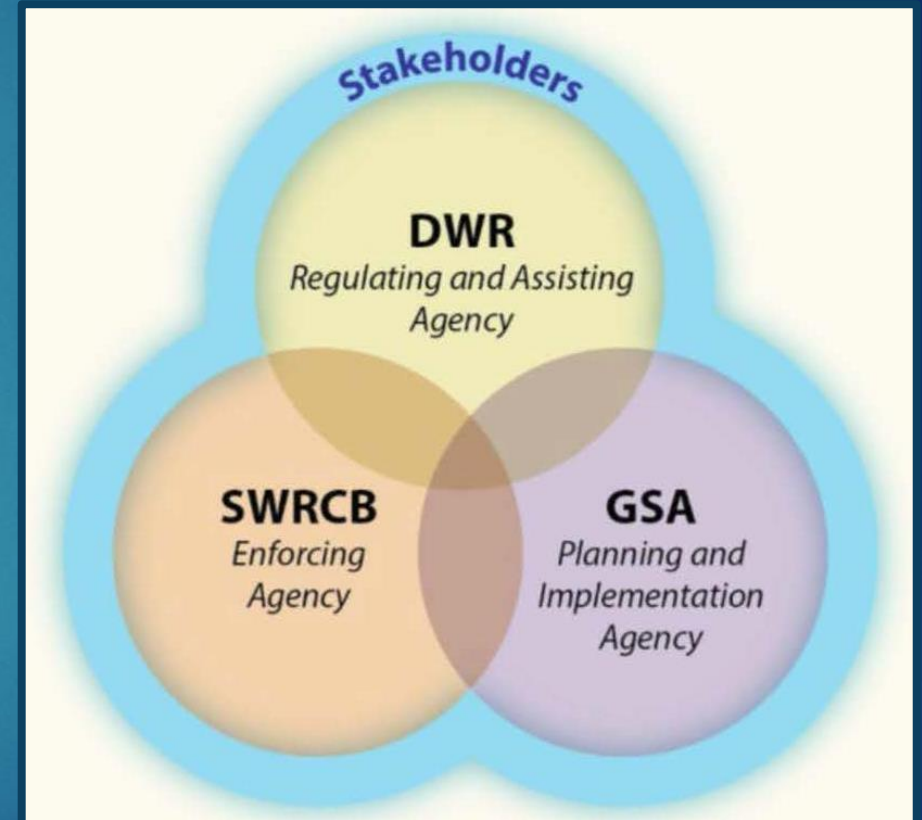 Stakeholders
DWR
Regulating and Assisting
Agency
SWRCB
Enforcing
Agency
GSA
Planning and
Implementation
Agency